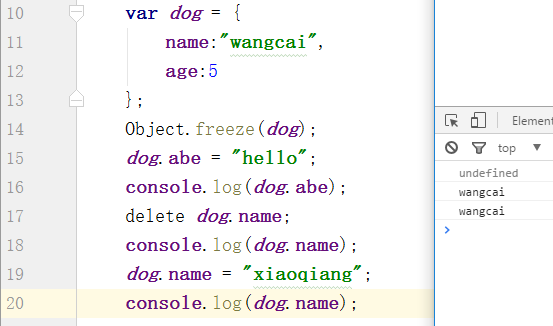 10 var dog = {
11 name:"wangcai",
12 age:5
13 };
14 Object.freeze(dog);
15 dog.abe = "hello";
16 console.log(dog.abe);
17 delete dog.name;
18 console.log(dog.name);
19 dog.name = "xiaoqiang";
20 console.log(dog.name);
Element
top ▼
undefined
wangcai
wangcai
>